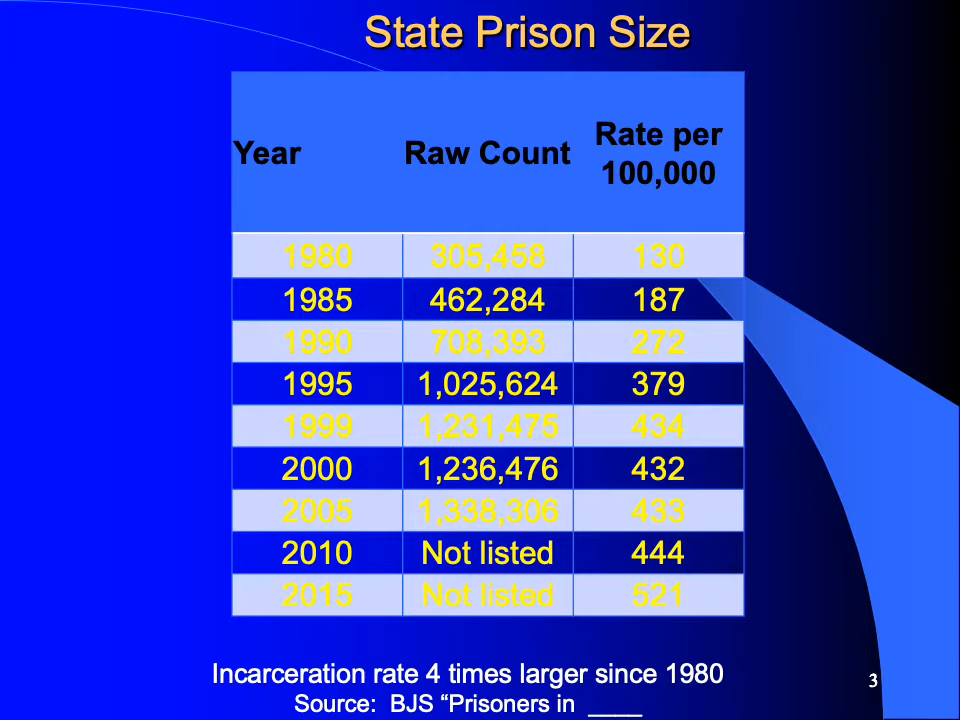 State Prison Size
Year Raw Count Rate per 100,000
1980 305,458 130
1985 462,284 187
1990 708,393 272
1995 1,025,624 379
1999 1,231,475 434
2000 1,236,476 432
2005 1,338,306 433
2010 Not listed 444
2015 Not listed 521
Incarceration rate 4 times larger since 1980
Source:  BJS “Prisoners in  ____
3